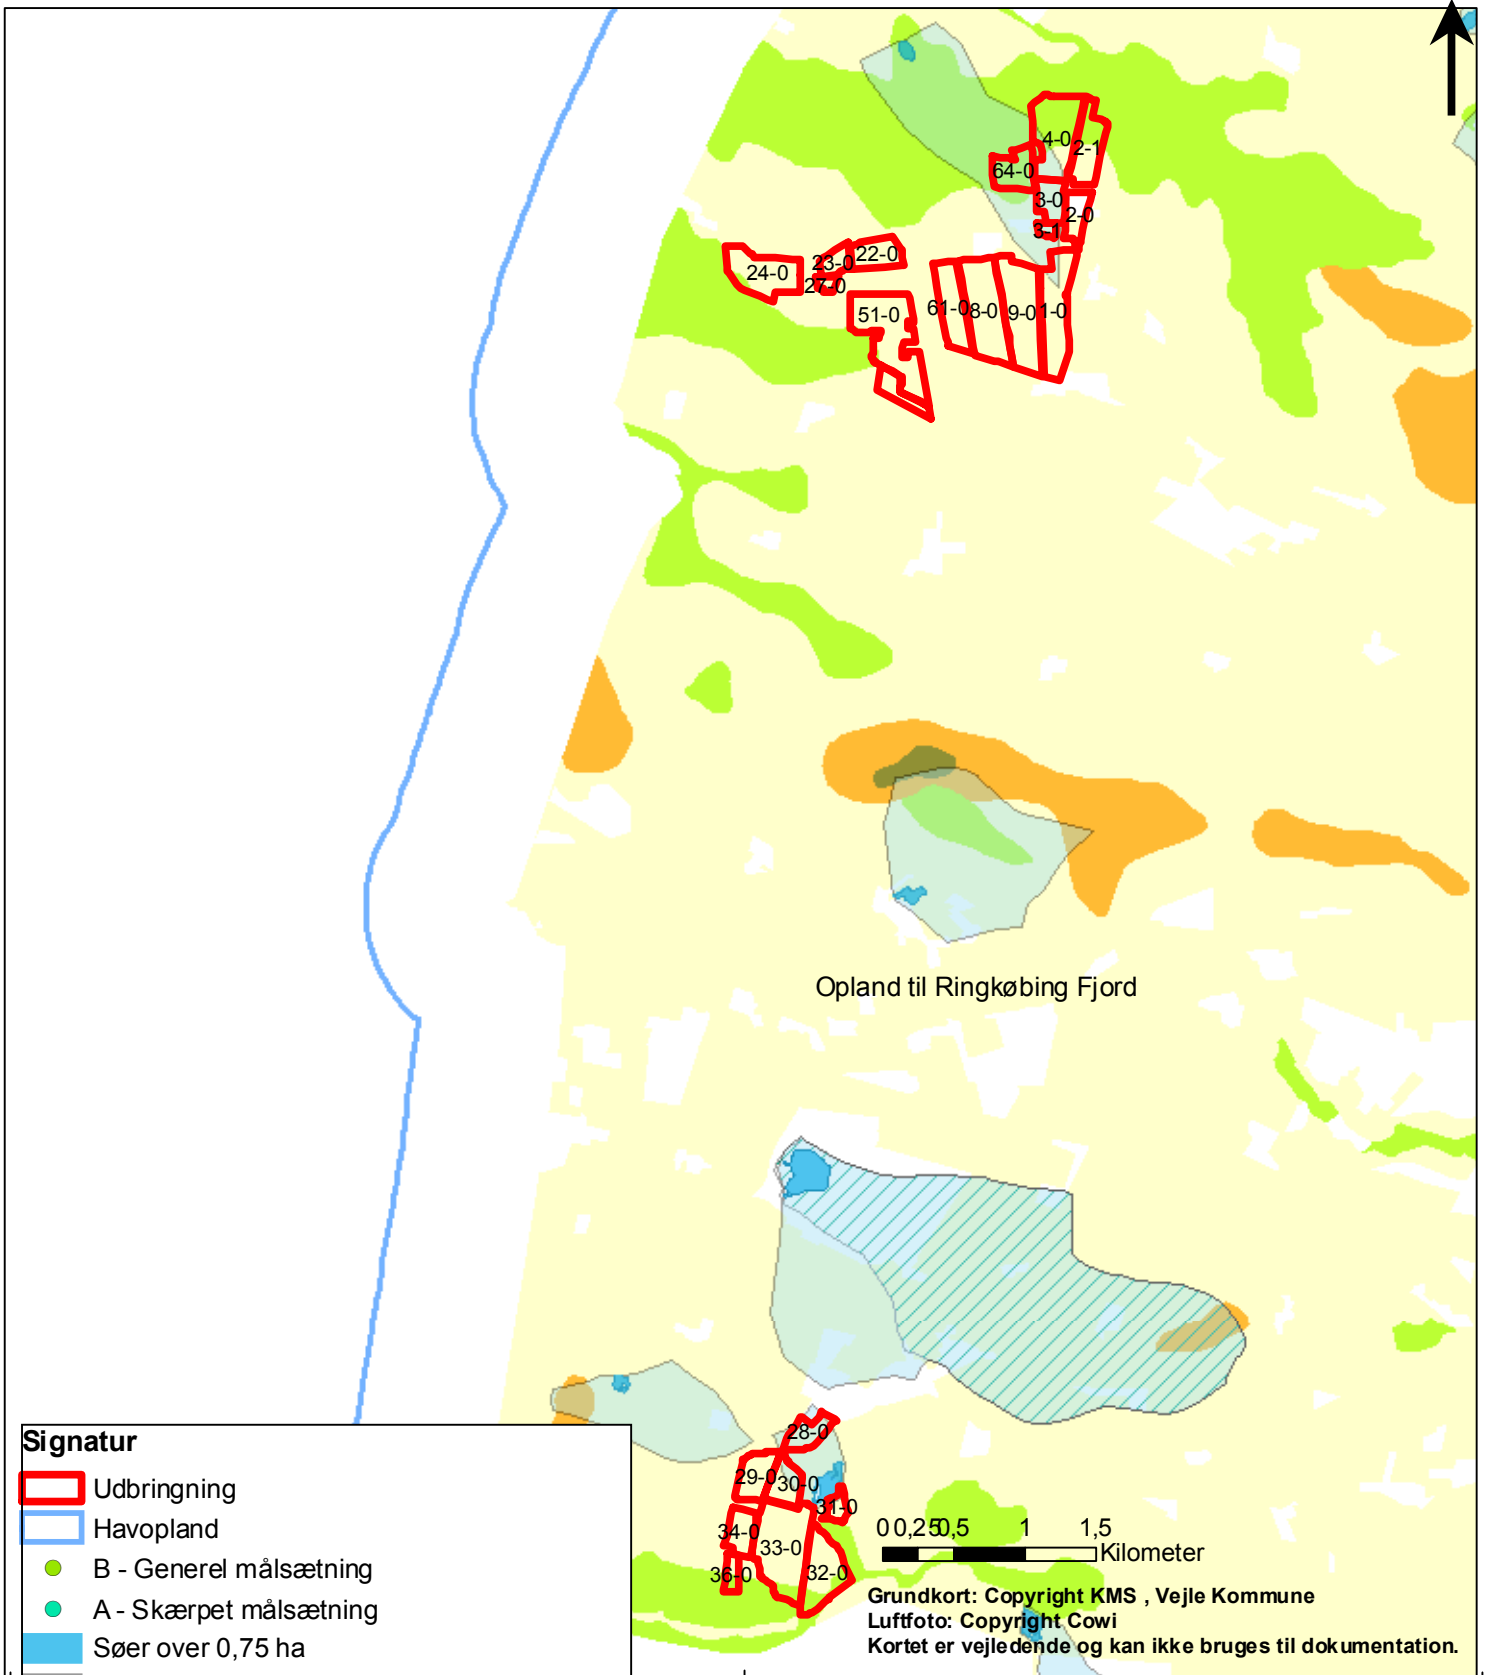 4-0
2-1
64-0
3-0
2-0
3-1
22-0
23-0
24-0
27-0
51-0
61-0
8-0
9-0
1-0
Opland til Ringkøbing Fjord
28-0
29-0
30-0
31-0
34-0
33-0
36-0
32-0
Signatur
Udbringning
Havopland
B - Generel målsætning
A - Skærpet målsætning
Søer over 0,75 ha
0 0,25 0,5 1 1,5
Kilometer
Grundkort: Copyright KMS , Vejle Kommune
Luftfoto: Copyright Cowi
Kortet er vejledende og kan ikke bruges til dokumentation.